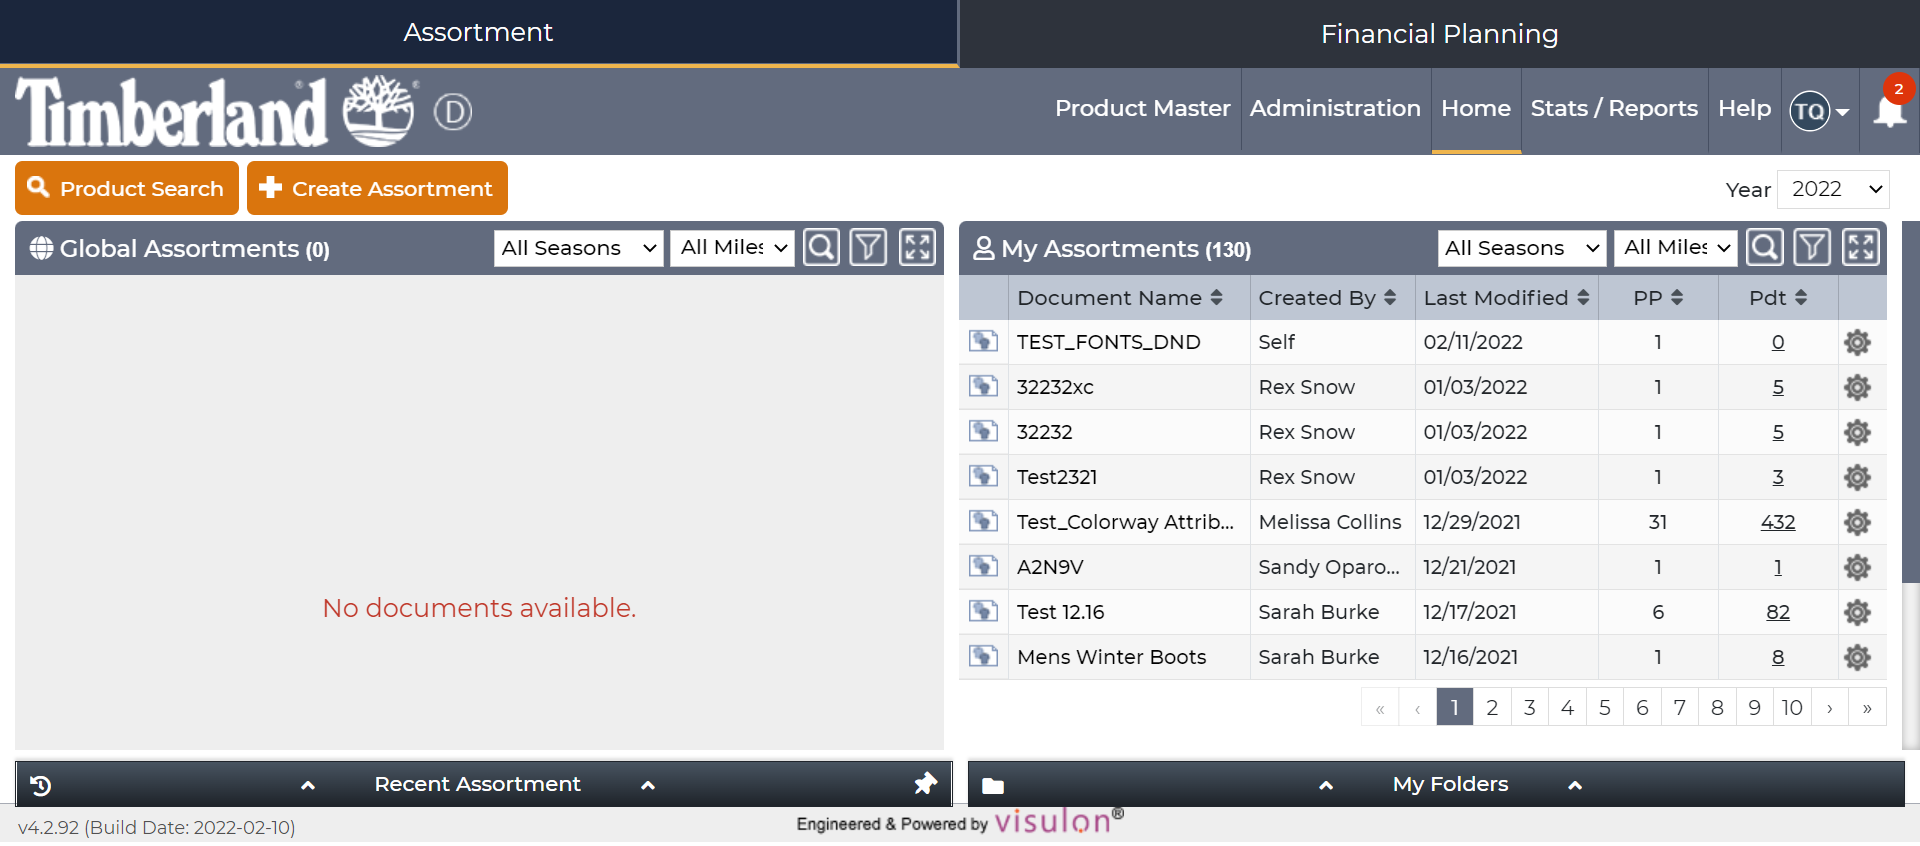 Assortment
Financial Planning
Timberland ® ® D
Product Master
Administration
Home
Stats / Reports
Help
TQ
2
Product Search
Create Assortment
Year 2022
Global Assortments (0)
All Seasons
All Miles
My Assortments (130)
All Seasons
All Miles
Document Name Created By Last Modified PP Pdt
TEST_FONTS_DND Self 02/11/2022 1 0
32232xc Rex Snow 01/03/2022 1 5
32232 Rex Snow 01/03/2022 1 5
Test2321 Rex Snow 01/03/2022 1 3
Test_Colorway Attrib... Melissa Collins 12/29/2021 31 432
A2N9V Sandy Oparo... 12/21/2021 1 1
Test 12.16 Sarah Burke 12/17/2021 6 82
Mens Winter Boots Sarah Burke 12/16/2021 1 8
No documents available.
« ‹ 1 2 3 4 5 6 7 8 9 10 › »
Recent Assortment
My Folders
v4.2.92 (Build Date: 2022-02-10)
Engineered & Powered by visulon®